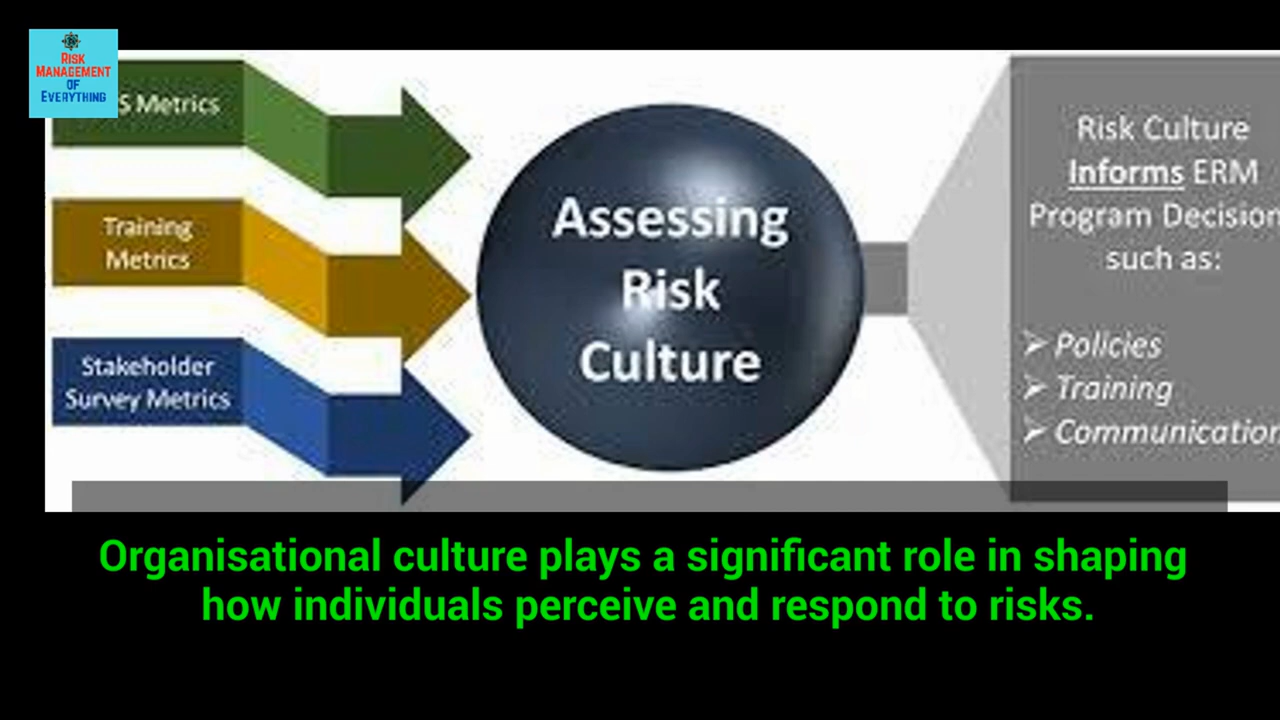 RISK
MANAGEMENT
OF
EVERYTHING
S Metrics
Training
Metrics
Stakeholder
Survey Metrics
Assessing
Risk
Culture
Risk Culture
Informs ERM
Program Decision
such as:
➢ Policies
➢ Training
➢ Communication
Organisational culture plays a significant role in shaping
how individuals perceive and respond to risks.